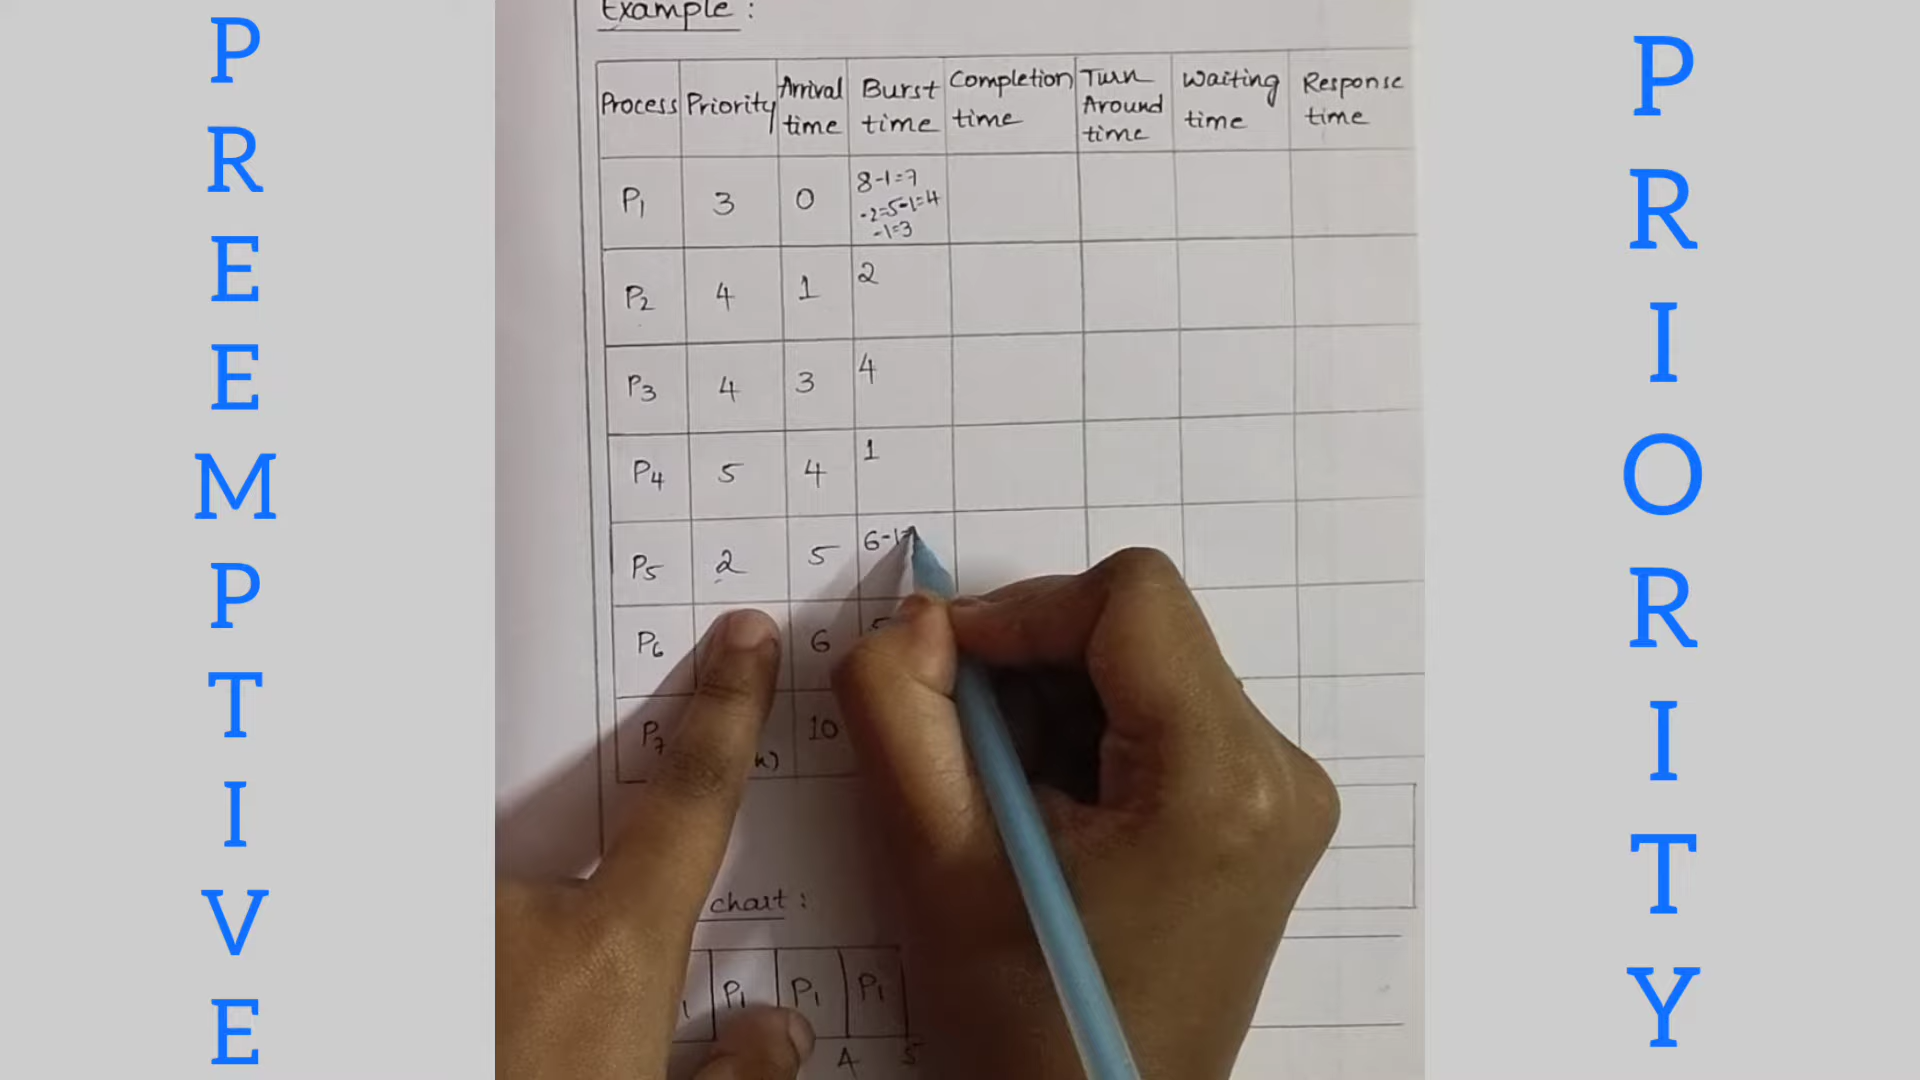 PREEMPTIVE
Example :
Process Priority Arrival time Burst time Completion time Turn Around time Waiting time Response time
P1 3 0 8-1=7
-2=5-1=4
-1=3
P2 4 1 2
P3 4 3 4
P4 5 4 1
P5 2 5 6-1
P6 6
P7 10
chart :
P1 P1 P1
4 5
PRIORITY